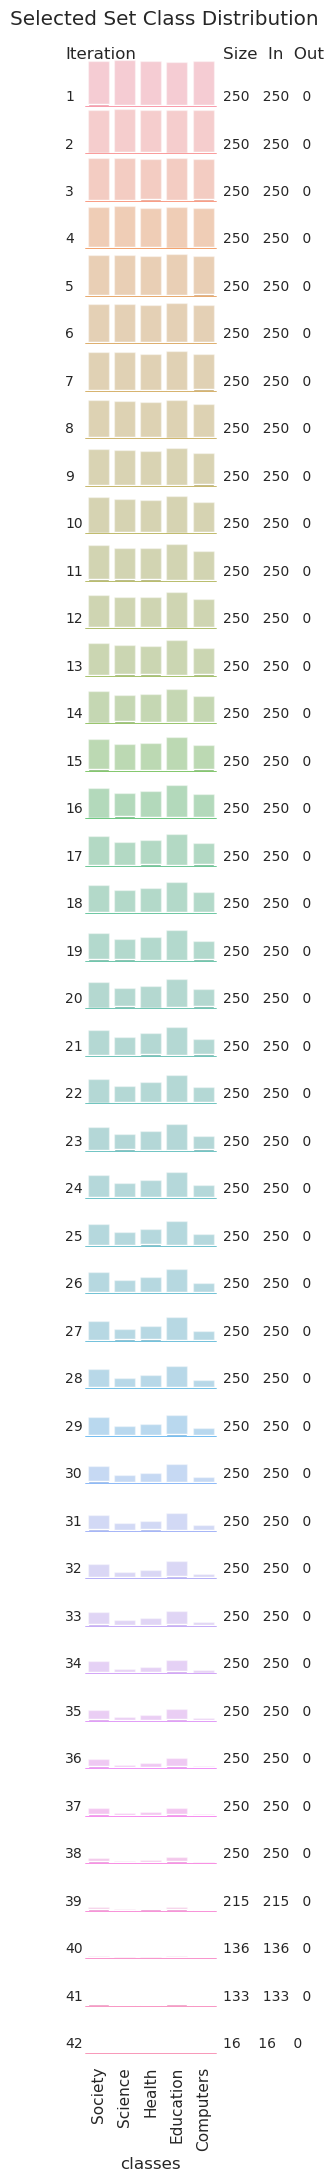 Selected Set Class Distribution
Iteration Size In Out
1 250 250 0
2 250 250 0
3 250 250 0
4 250 250 0
5 250 250 0
6 250 250 0
7 250 250 0
8 250 250 0
9 250 250 0
10 250 250 0
11 250 250 0
12 250 250 0
13 250 250 0
14 250 250 0
15 250 250 0
16 250 250 0
17 250 250 0
18 250 250 0
19 250 250 0
20 250 250 0
21 250 250 0
22 250 250 0
23 250 250 0
24 250 250 0
25 250 250 0
26 250 250 0
27 250 250 0
28 250 250 0
29 250 250 0
30 250 250 0
31 250 250 0
32 250 250 0
33 250 250 0
34 250 250 0
35 250 250 0
36 250 250 0
37 250 250 0
38 250 250 0
39 215 215 0
40 136 136 0
41 133 133 0
42 16 16 0
Society
Science
Health
Education
Computers
classes